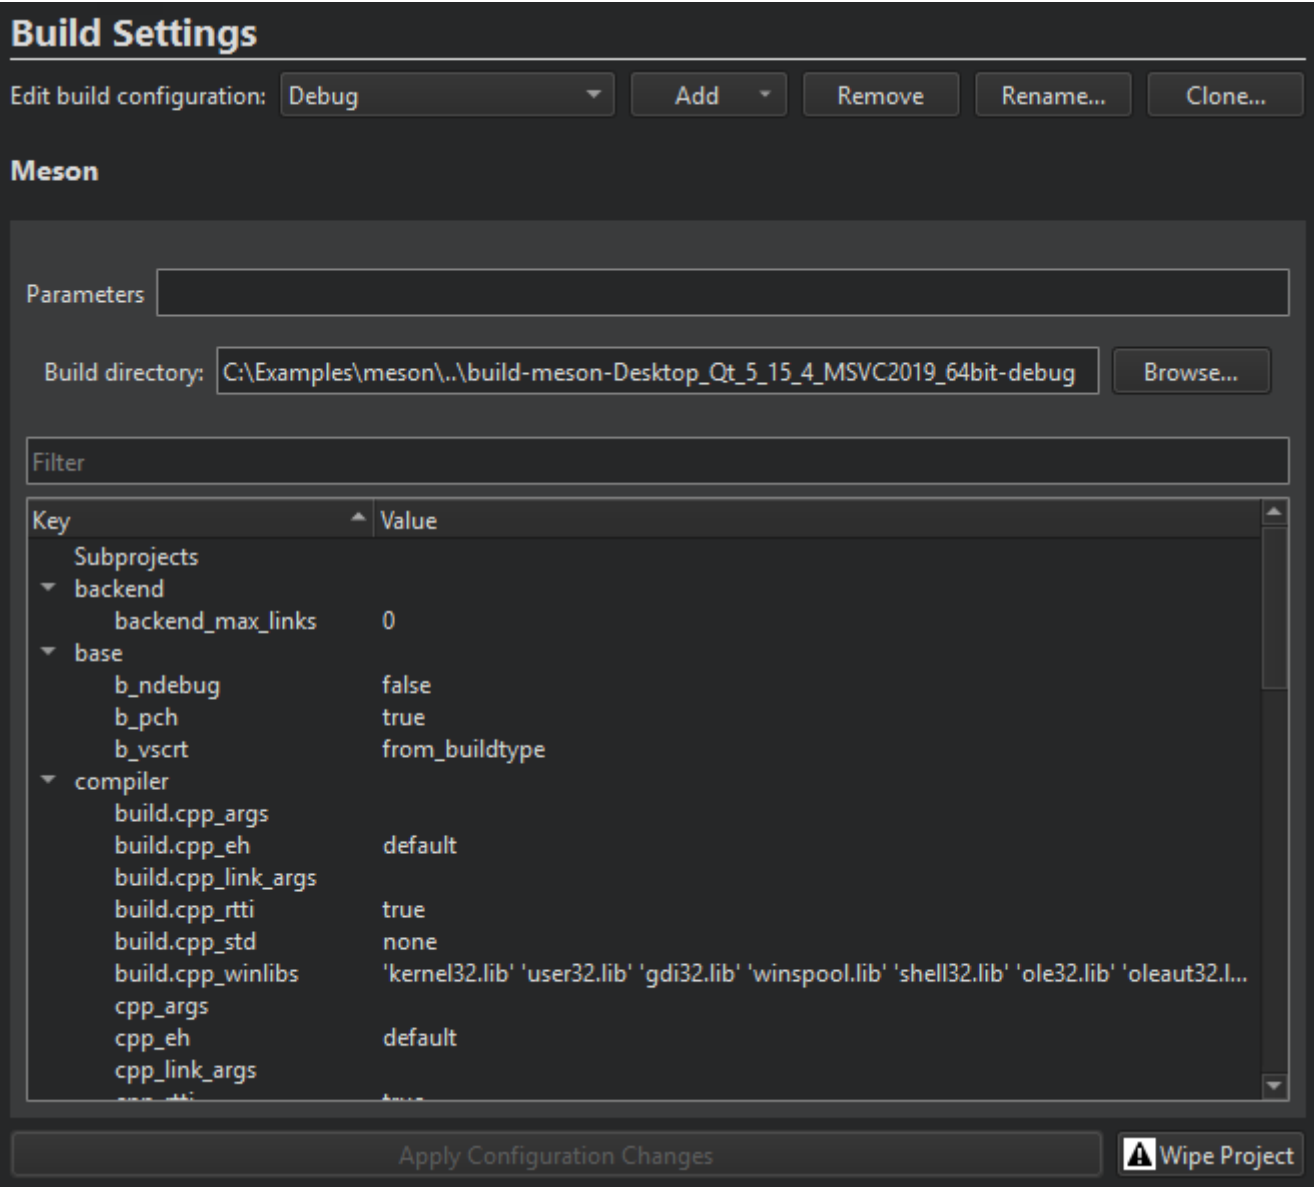 Build Settings
Edit build configuration: Debug Add Remove Rename... Clone...
Meson
Parameters
Build directory: C:\Examples\meson\..\build-meson-Desktop_Qt_5_15_4_MSVC2019_64bit-debug Browse...
Filter
Key Value
Subprojects
backend
backend_max_links 0
base
b_ndebug false
b_pch true
b_vscrt from_buildtype
compiler
build.cpp_args
build.cpp_eh default
build.cpp_link_args
build.cpp_rtti true
build.cpp_std none
build.cpp_winlibs 'kernel32.lib' 'user32.lib' 'gdi32.lib' 'winspool.lib' 'shell32.lib' 'ole32.lib' 'oleaut32.l...
cpp_args
cpp_eh default
cpp_link_args
cpp_rtti true
Apply Configuration Changes Wipe Project